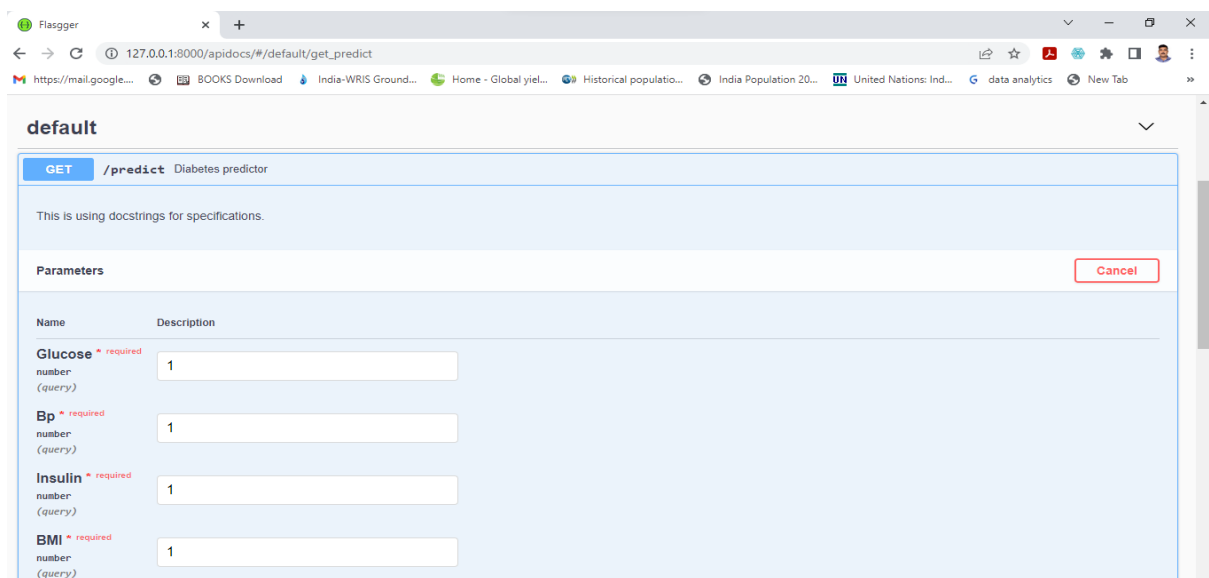 Flasgger
127.0.0.1:8000/apidocs/#/default/get_predict
https://mail.google.... BOOKS Download India-WRIS Ground... Home - Global yiel... Historical populatio... India Population 20... UN United Nations: Ind... G data analytics New Tab »
default
GET /predict Diabetes predictor
This is using docstrings for specifications.
Parameters Cancel
Name Description
Glucose * required
number
(query)
1
Bp * required
number
(query)
1
Insulin * required
number
(query)
1
BMI * required
number
(query)
1